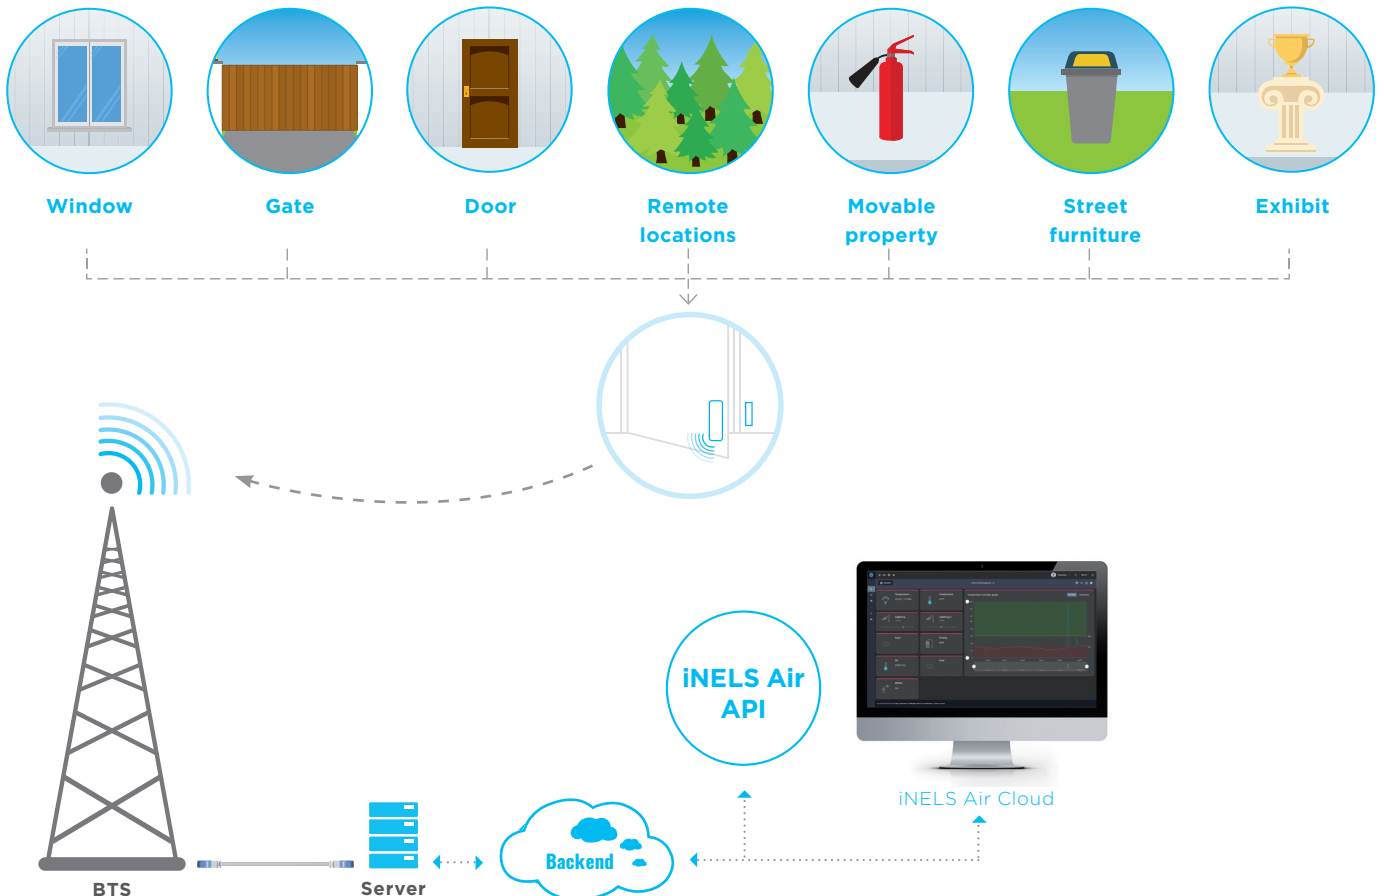 Window
Gate
Door
Remote
locations
Movable
property
Street
furniture
Exhibit
iNELS Air
API
iNELS Air Cloud
Backend
BTS
Server